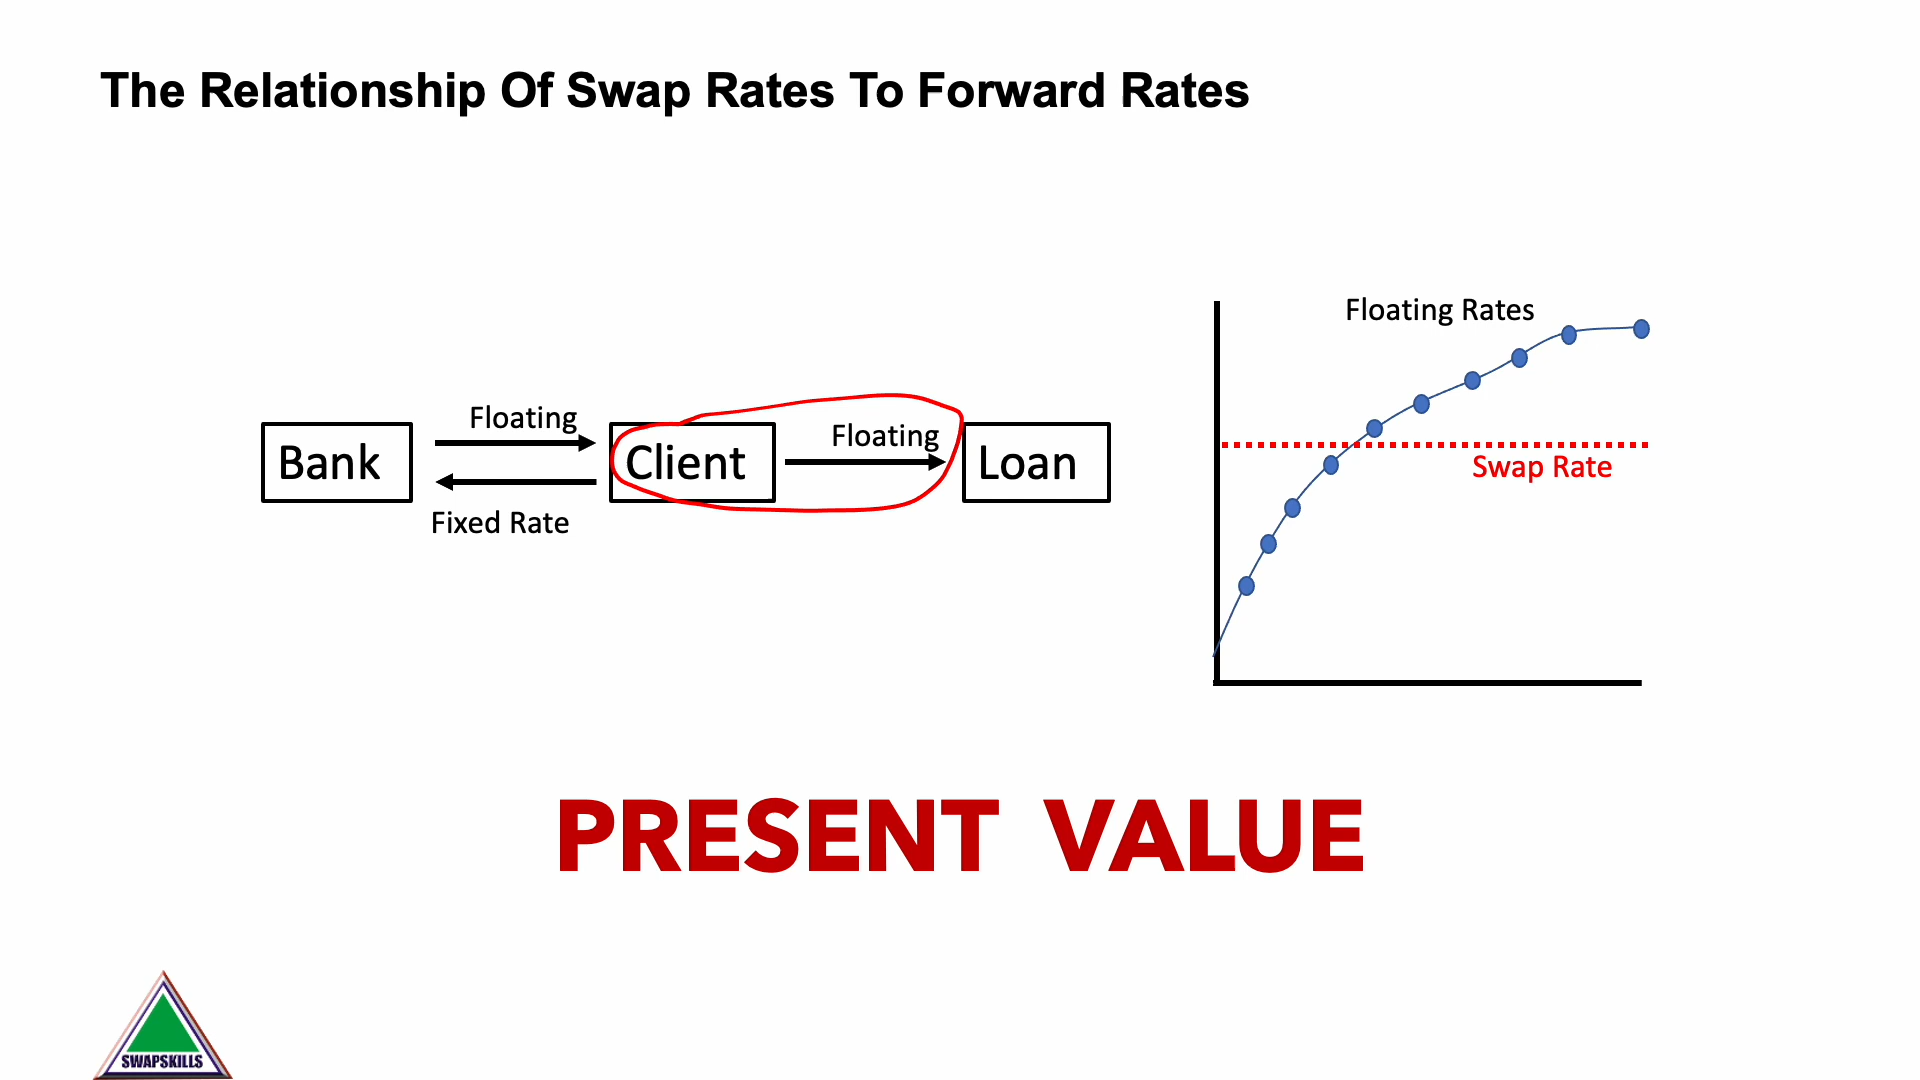 The Relationship Of Swap Rates To Forward Rates
Floating Rates
Floating
Floating
Bank
Client
Loan
Swap Rate
Fixed Rate
PRESENT VALUE
SWAPSKILLS